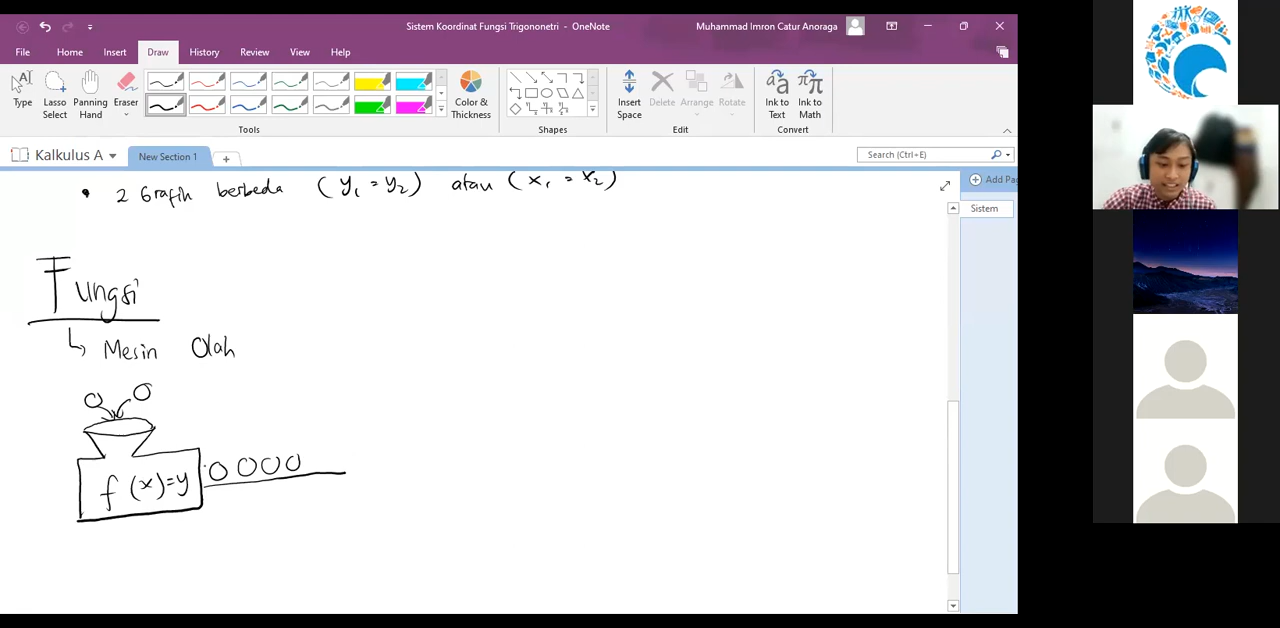 Sistem Koordinat Fungsi Trigononetri - OneNote
Muhammad Imron Catur Anoraga
File Home Insert Draw History Review View Help
Type
Lasso Select
Panning Hand
Eraser
Color & Thickness
Insert Space
Delete
Arrange
Rotate
Ink to Text
Ink to Math
Tools
Shapes
Edit
Convert
Kalkulus A
New Section 1
Search (Ctrl+E)
Add Pag
Sistem
• 2 Grafik berbeda (y₁ = y₂) atau (x₁ = x₂)
Fungsi
↳ Mesin Olah
f (x)=y